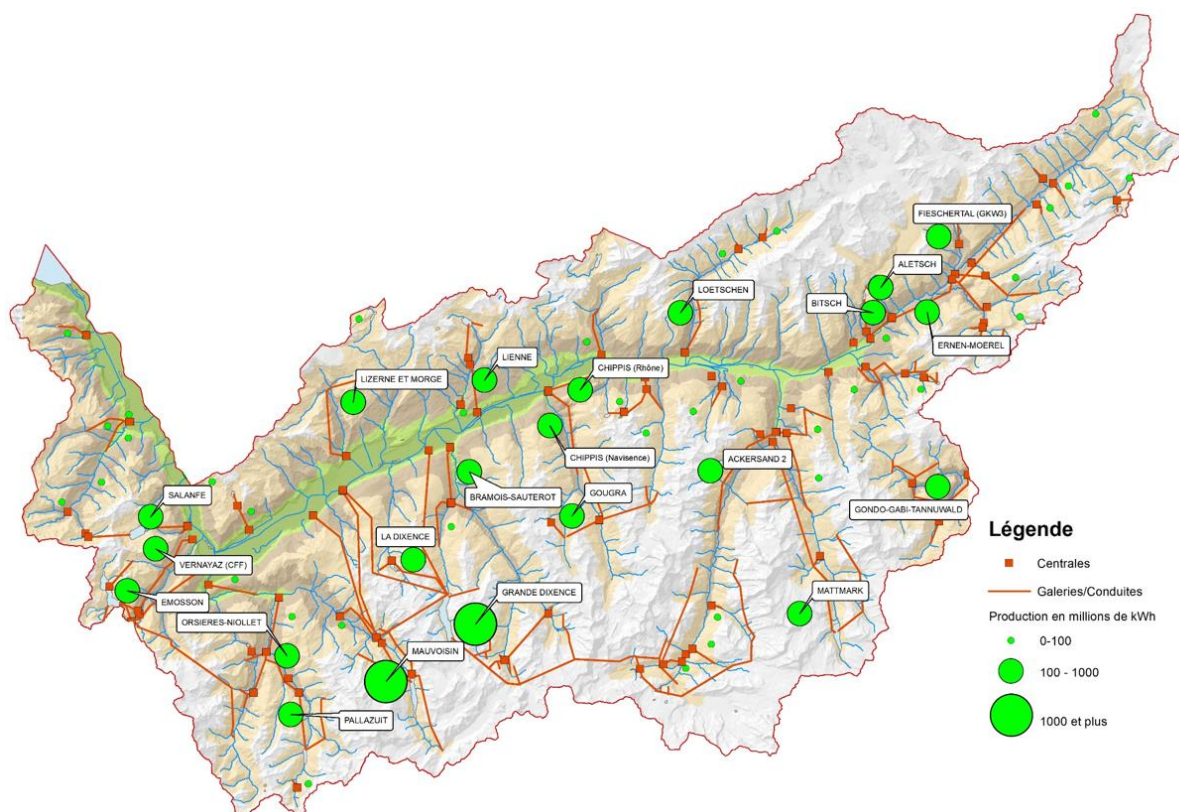 FIESCHERTAL (GKW3)
ALETSCH
LOETSCHEN
BITSCH
ERNEN-MOEREL
LIENNE
CHIPPIS (Rhône)
LIZERNE ET MORGE
CHIPPIS (Navisence)
ACKERSAND 2
BRAMOIS-SAUTEROT
GOUGRA
SALANFE
GONDO-GABI-TANNUWALD
LA DIXENCE
VERNAYAZ (CFF)
EMOSSON
GRANDE DIXENCE
MATTMARK
ORSIERES-NIOLLET
MAUVOISIN
PALLAZUIT
Légende
Centrales
Galeries/Conduites
Production en millions de kWh
0-100
100 - 1000
1000 et plus